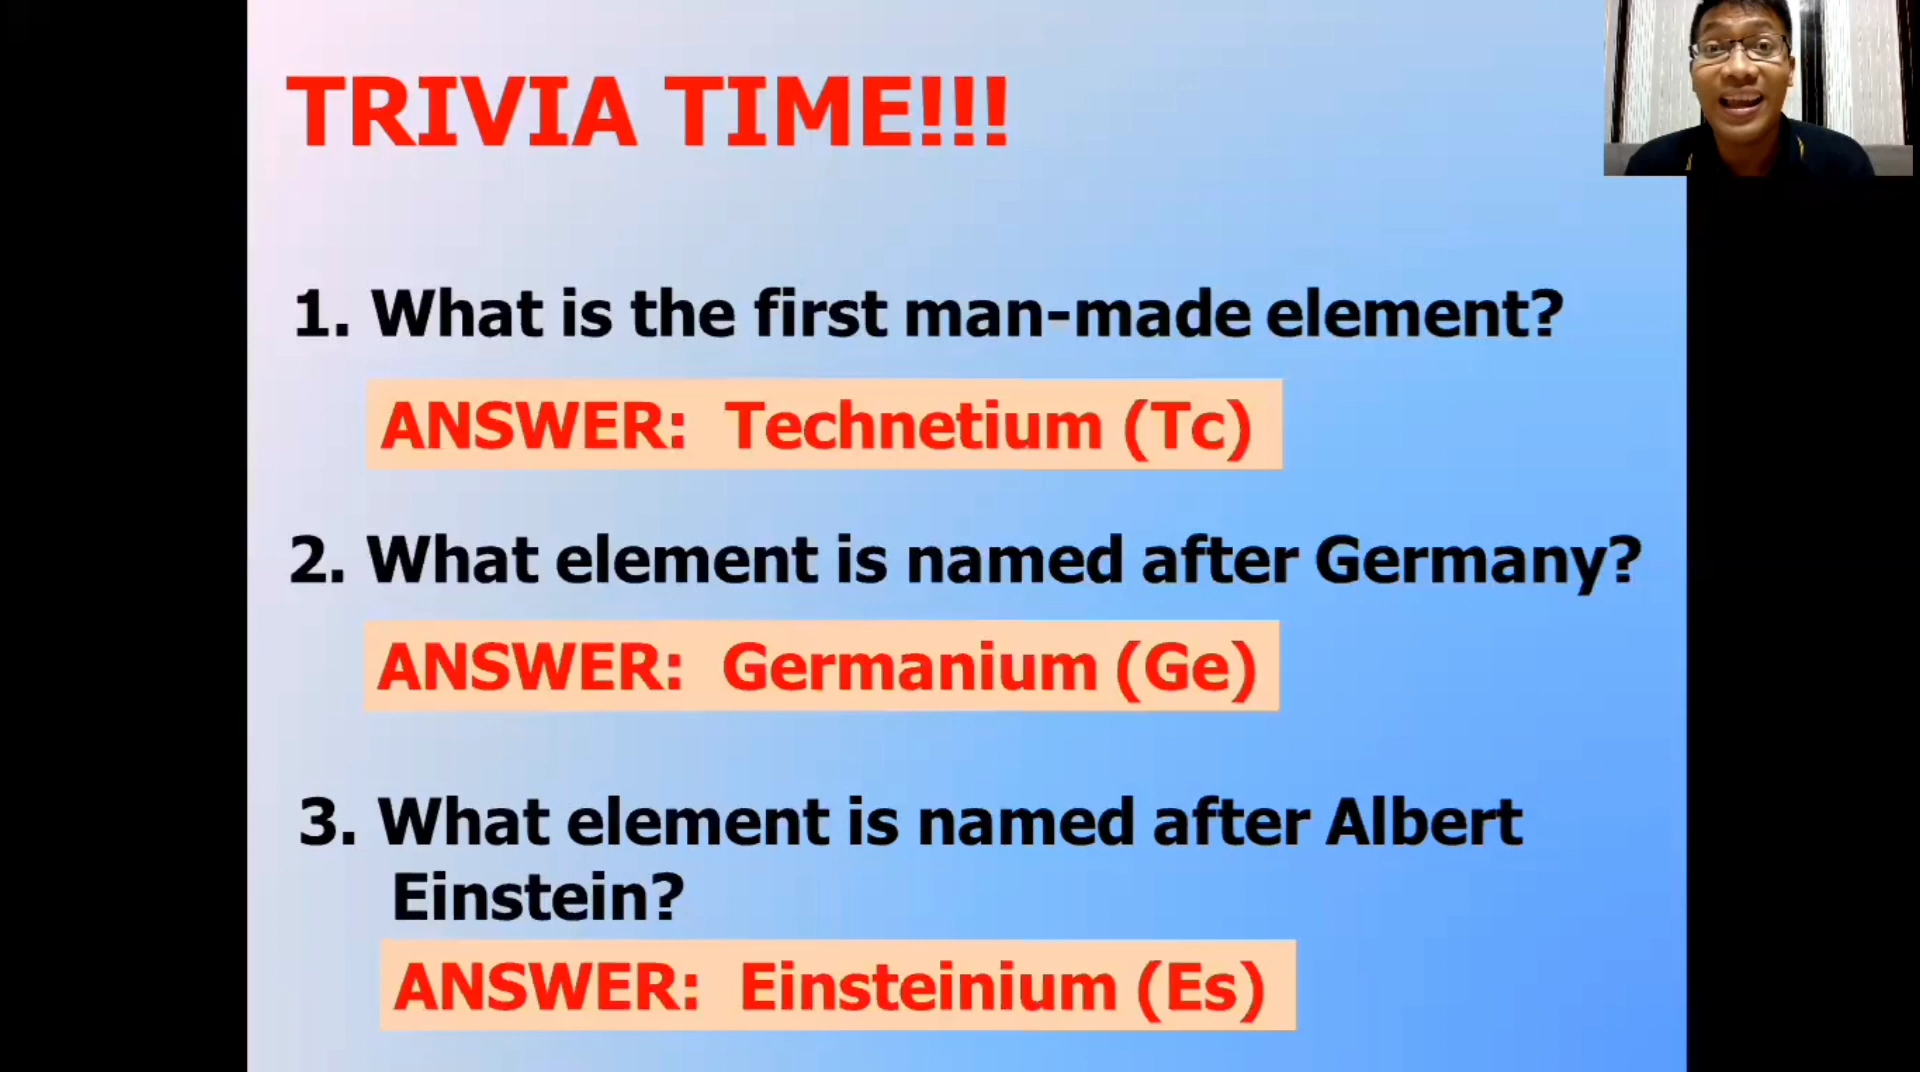 TRIVIA TIME!!!
1. What is the first man-made element?
ANSWER: Technetium (Tc)
2. What element is named after Germany?
ANSWER: Germanium (Ge)
3. What element is named after Albert
Einstein?
ANSWER: Einsteinium (Es)